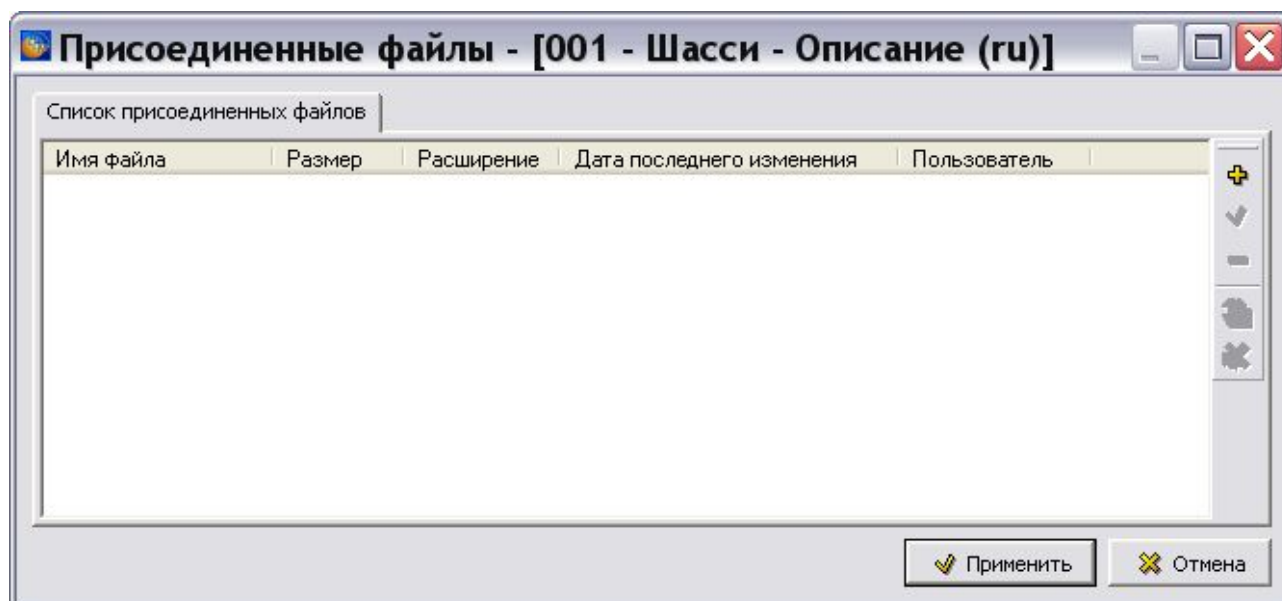 Присоединенные файлы - [001 - Шасси - Описание (ru)]
Список присоединенных файлов
Имя файла Размер Расширение Дата последнего изменения Пользователь
Применить Отмена